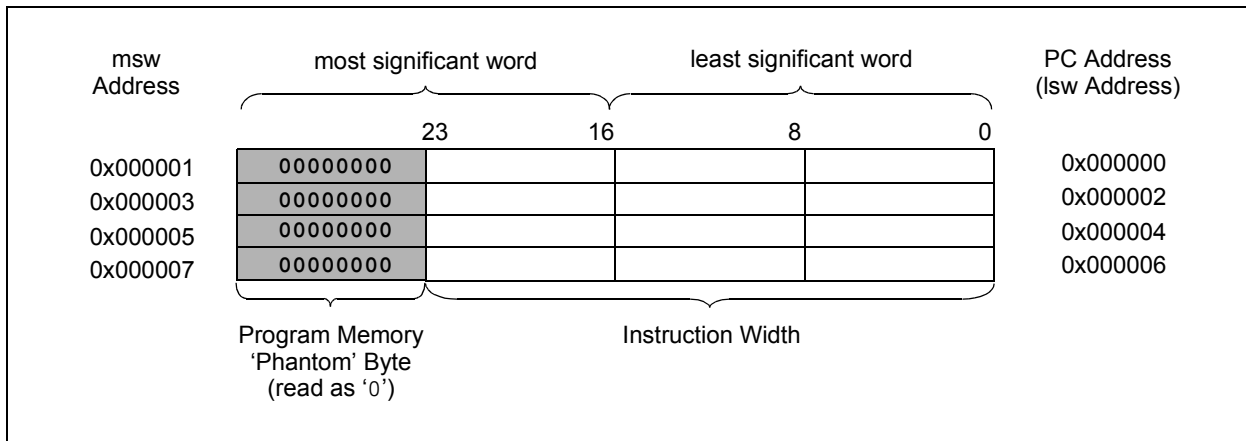 msw
Address
most significant word
least significant word
PC Address
(lsw Address)
23 16 8 0
0x000001 00000000 0x000000
0x000003 00000000 0x000002
0x000005 00000000 0x000004
0x000007 00000000 0x000006
Program Memory
‘Phantom’ Byte
(read as ‘0’)
Instruction Width